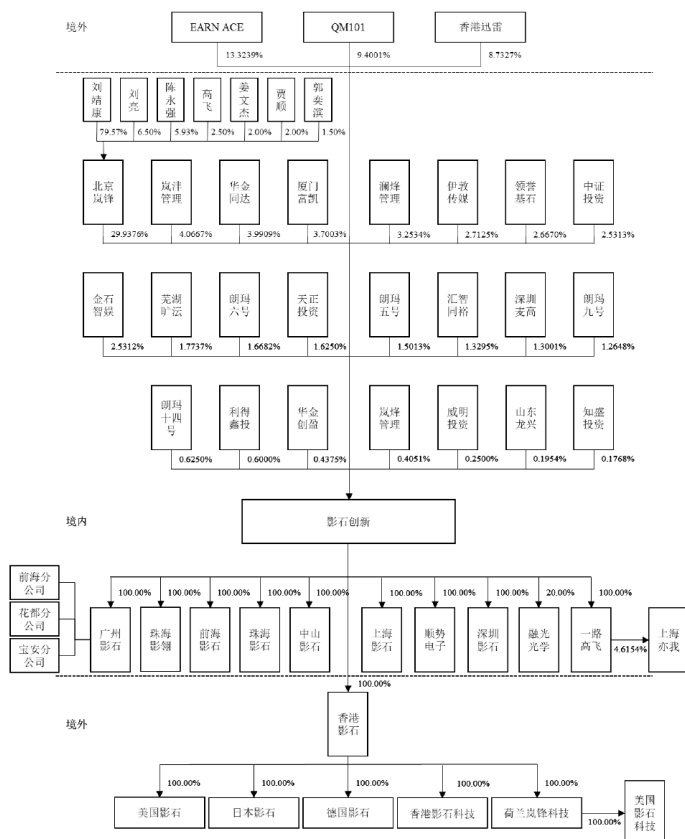 境外
EARN ACE
QM101
香港迅雷
13.3239%
9.4001%
8.7327%
刘靖康
刘亮
陈永强
高飞
姜文杰
贾顺
郭奕滨
79.57%
6.50%
5.93%
2.50%
2.00%
2.00%
1.50%
北京
岚锋
岚沣
管理
华金
同达
厦门
富凯
澜烽
管理
伊敦
传媒
领誉
基石
中证
投资
29.9376%
4.0667%
3.9909%
3.7003%
3.2534%
2.7125%
2.6670%
2.5313%
金石
智娱
芜湖
旷沄
朗玛
六号
天正
投资
朗玛
五号
汇智
同裕
深圳
麦高
朗玛
九号
2.5312%
1.7737%
1.6682%
1.6250%
1.5013%
1.3295%
1.3001%
1.2648%
朗玛
十四
号
利得
鑫投
华金
创盈
岚烽
管理
威明
投资
山东
龙兴
知盛
投资
0.6250%
0.6000%
0.4375%
0.4051%
0.2500%
0.1954%
0.1768%
境内
影石创新
前海分
公司
花都分
公司
宝安分
公司
100.00%
100.00%
100.00%
100.00%
100.00%
100.00%
100.00%
100.00%
20.00%
100.00%
广州
影石
珠海
影翎
前海
影石
珠海
影石
中山
影石
上海
影石
顺势
电子
深圳
影石
融光
光学
一路
高飞
4.6154%
上海
亦我
100.00%
境外
香港
影石
100.00%
100.00%
100.00%
100.00%
100.00%
美国影石
日本影石
德国影石
香港影石科技
荷兰岚锋科技
100.00%
美国
影石
科技